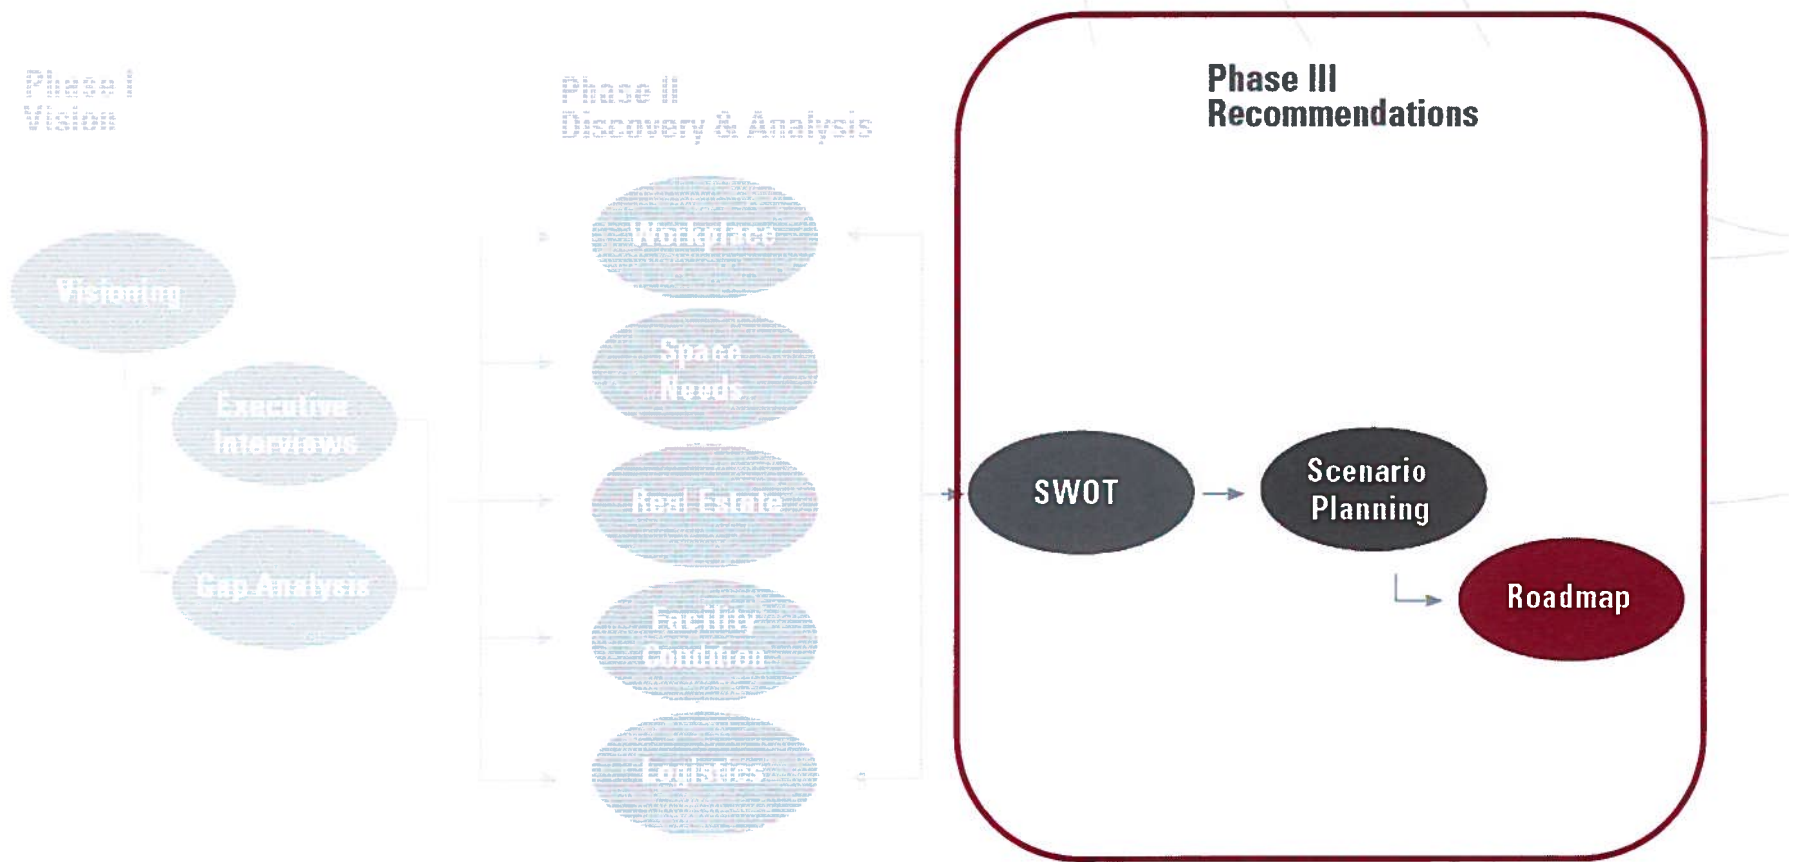 Phase I
Vision
Phase II
Discovery & Analysis
Phase III
Recommendations
Visioning
Executive
Interviews
Gap Analysis
Workplace
Space
Needs
Real Estate
Facility
Condition
Logistics
SWOT
Scenario
Planning
Roadmap